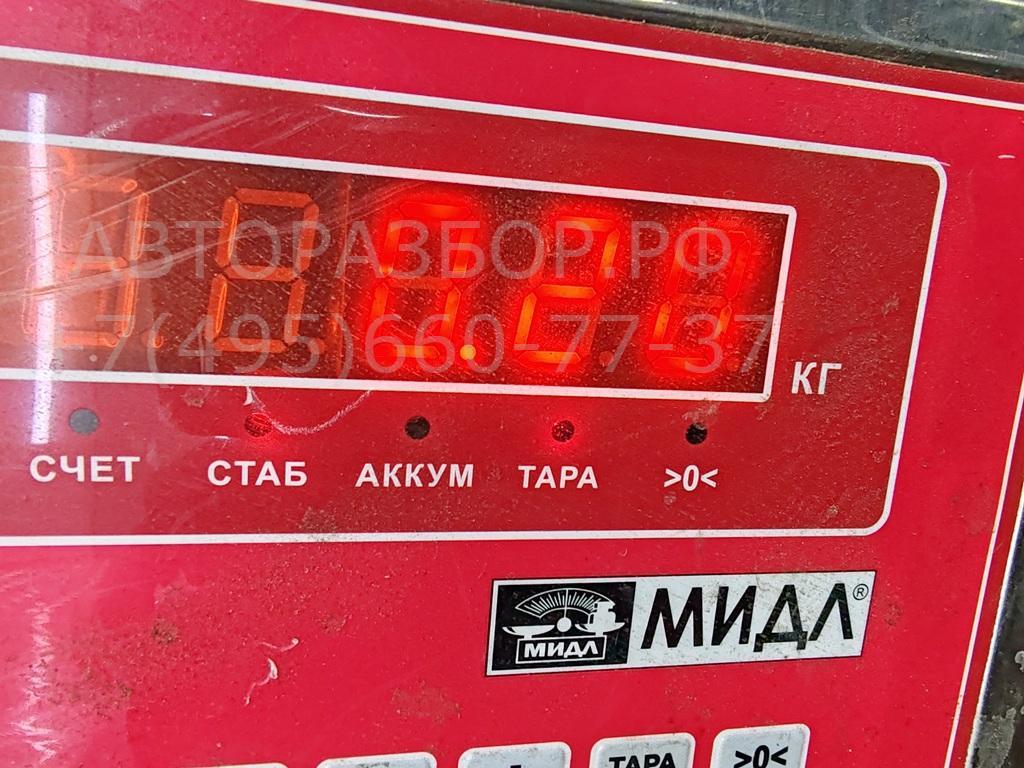 АВТОРАЗБОР.РФ
+7(495)660-77-37
КГ
СЧЕТ СТАБ АККУМ ТАРА >0<
МИДЛ МИДЛ®
ТАРА >0<